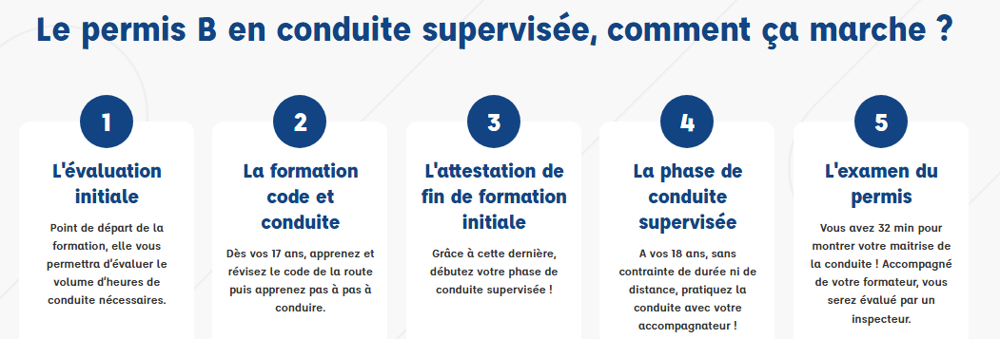 Le permis B en conduite supervisée, comment ça marche ?
1
L'évaluation
initiale
Point de départ de la
formation, elle vous
permettra d'évaluer le
volume d'heures de
conduite nécessaires.
2
La formation
code et
conduite
Dès vos 17 ans, apprenez et
révisez le code de la route
puis apprenez pas à pas à
conduire.
3
L'attestation de
fin de formation
initiale
Grâce à cette dernière,
débutez votre phase de
conduite supervisée !
4
La phase de
conduite
supervisée
A vos 18 ans, sans
contrainte de durée ni de
distance, pratiquez la
conduite avec votre
accompagnateur !
5
L'examen du
permis
Vous avez 32 min pour
montrer votre maitrise de
la conduite ! Accompagné
de votre formateur, vous
serez évalué par un
inspecteur.